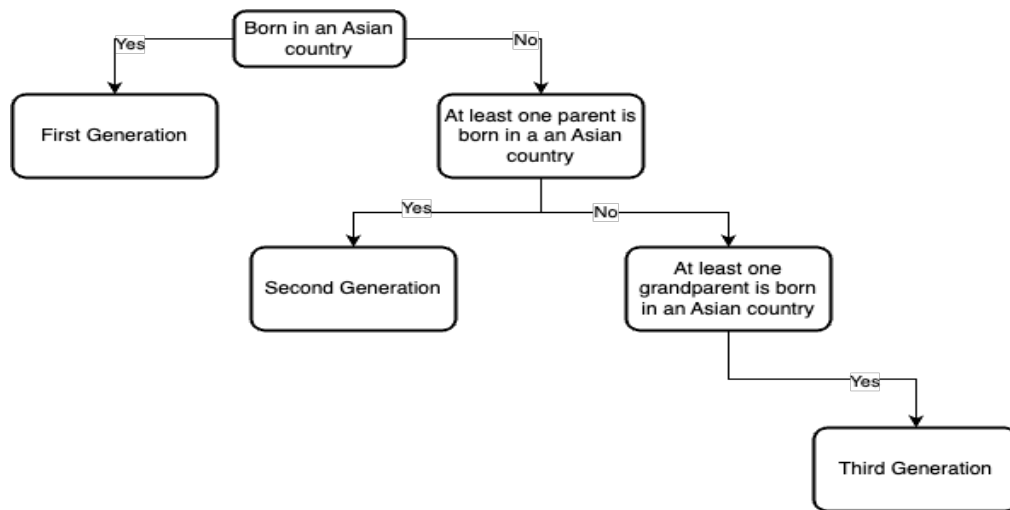 Born in an Asian
country
Yes
No
First Generation
At least one parent is
born in a an Asian
country
Yes
No
Second Generation
At least one
grandparent is born
in an Asian country
Yes
Third Generation